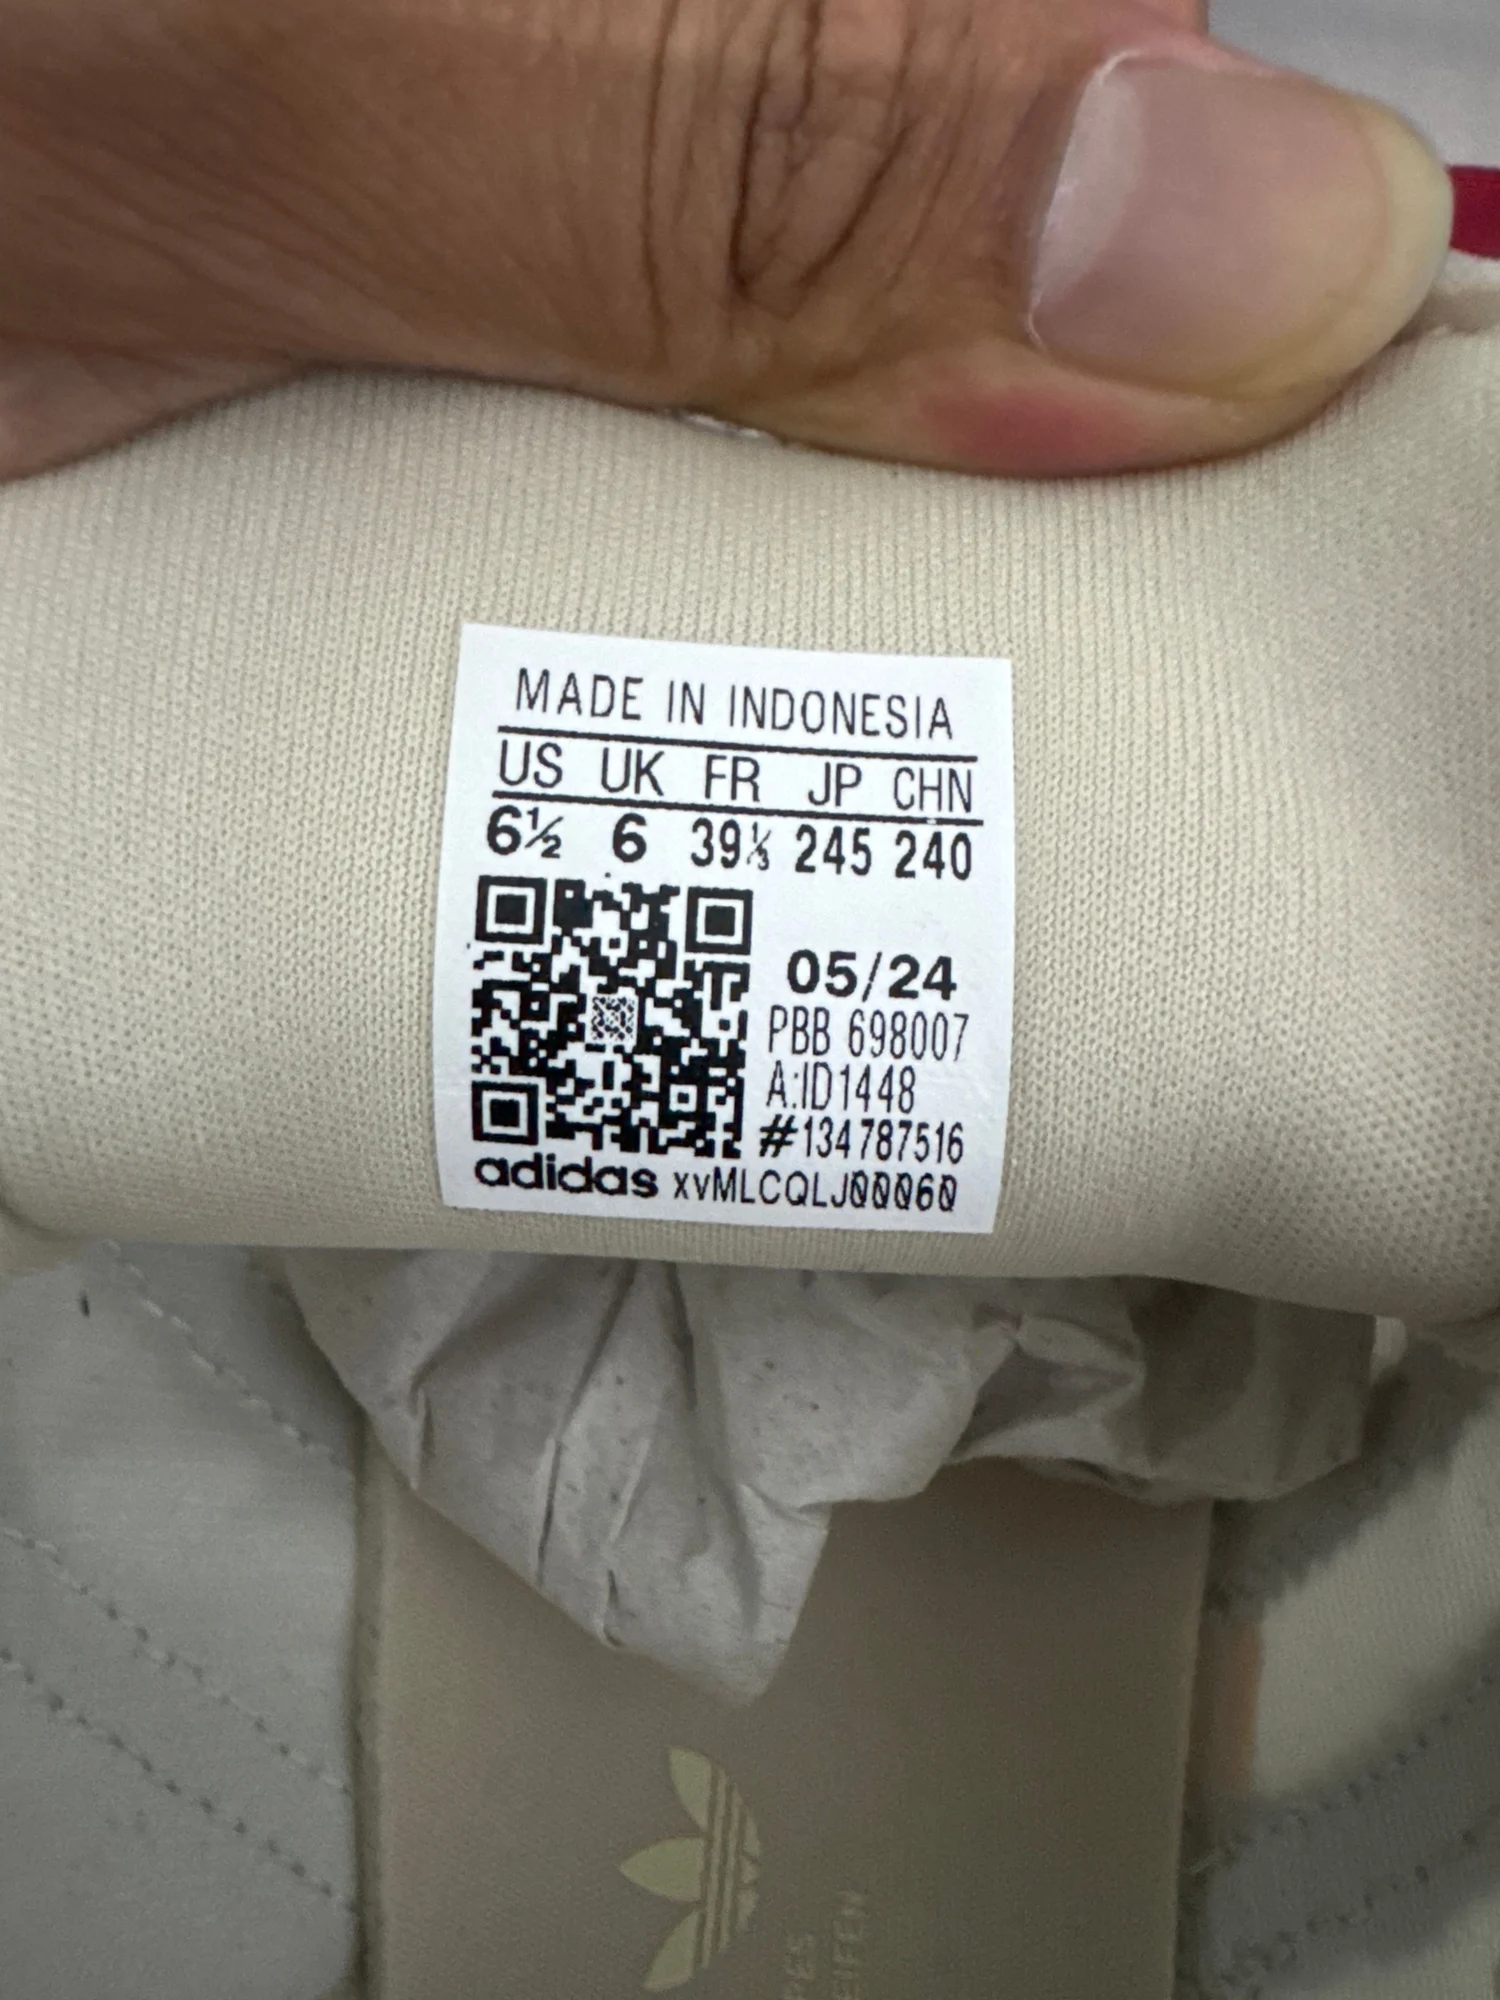 MADE IN INDONESIA
US UK FR JP CHN
6½ 6 39⅓ 245 240
05/24
PBB 698007
A:ID1448
#134787516
adidas xvMLCQLJ00060